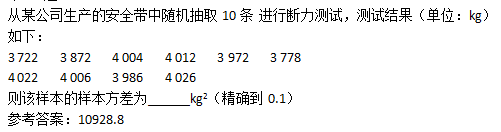 从某公司生产的安全带中随机抽取 10 条 进行断力测试，测试结果（单位：kg）
如下：
3 722 3 872 4 004 4 012 3 972 3 778
4 022 4 006 3 986 4 026
则该样本的样本方差为______kg²（精确到 0.1）
参考答案：10928.8